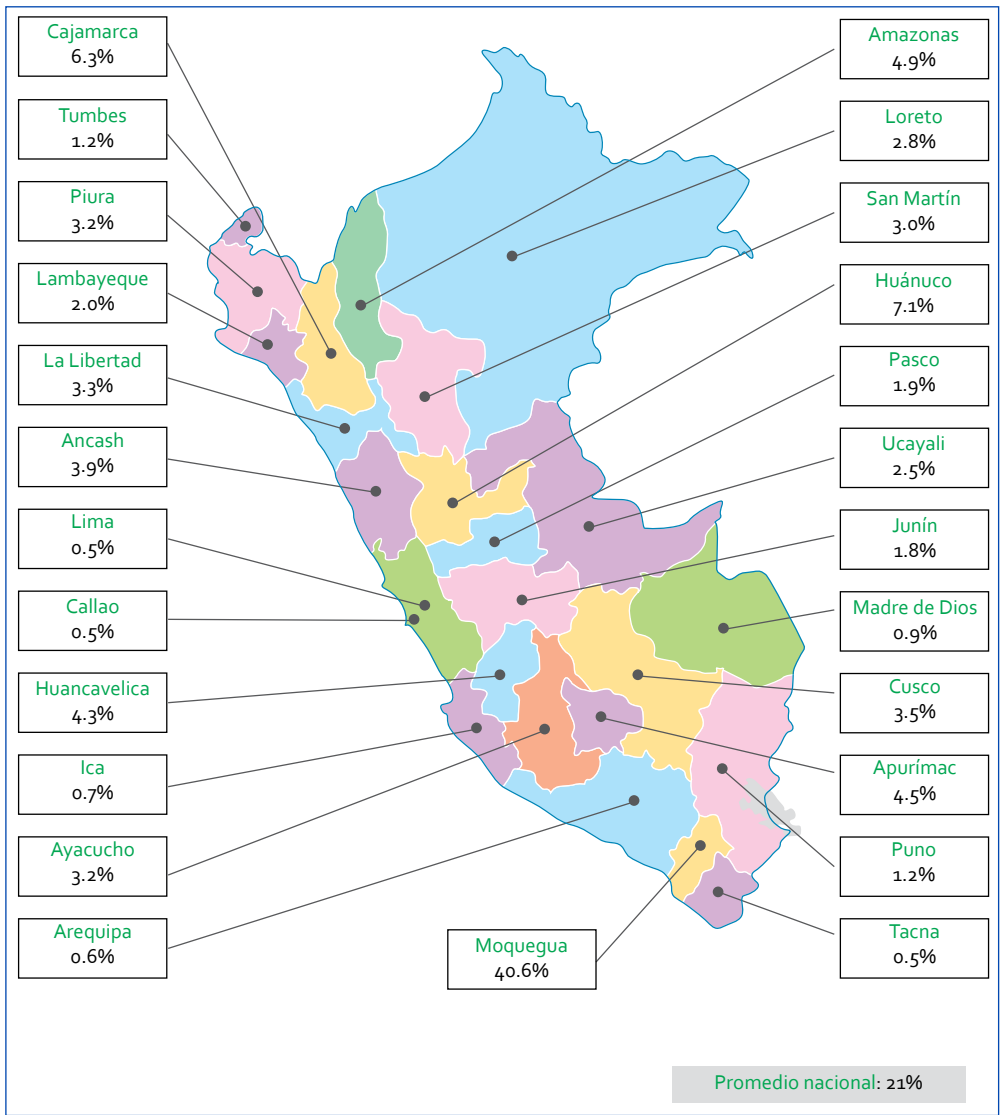 Cajamarca
6.3%
Tumbes
1.2%
Piura
3.2%
Lambayeque
2.0%
La Libertad
3.3%
Ancash
3.9%
Lima
0.5%
Callao
0.5%
Huancavelica
4.3%
Ica
0.7%
Ayacucho
3.2%
Arequipa
0.6%
Moquegua
40.6%
Amazonas
4.9%
Loreto
2.8%
San Martín
3.0%
Huánuco
7.1%
Pasco
1.9%
Ucayali
2.5%
Junín
1.8%
Madre de Dios
0.9%
Cusco
3.5%
Apurímac
4.5%
Puno
1.2%
Tacna
0.5%
Promedio nacional: 21%